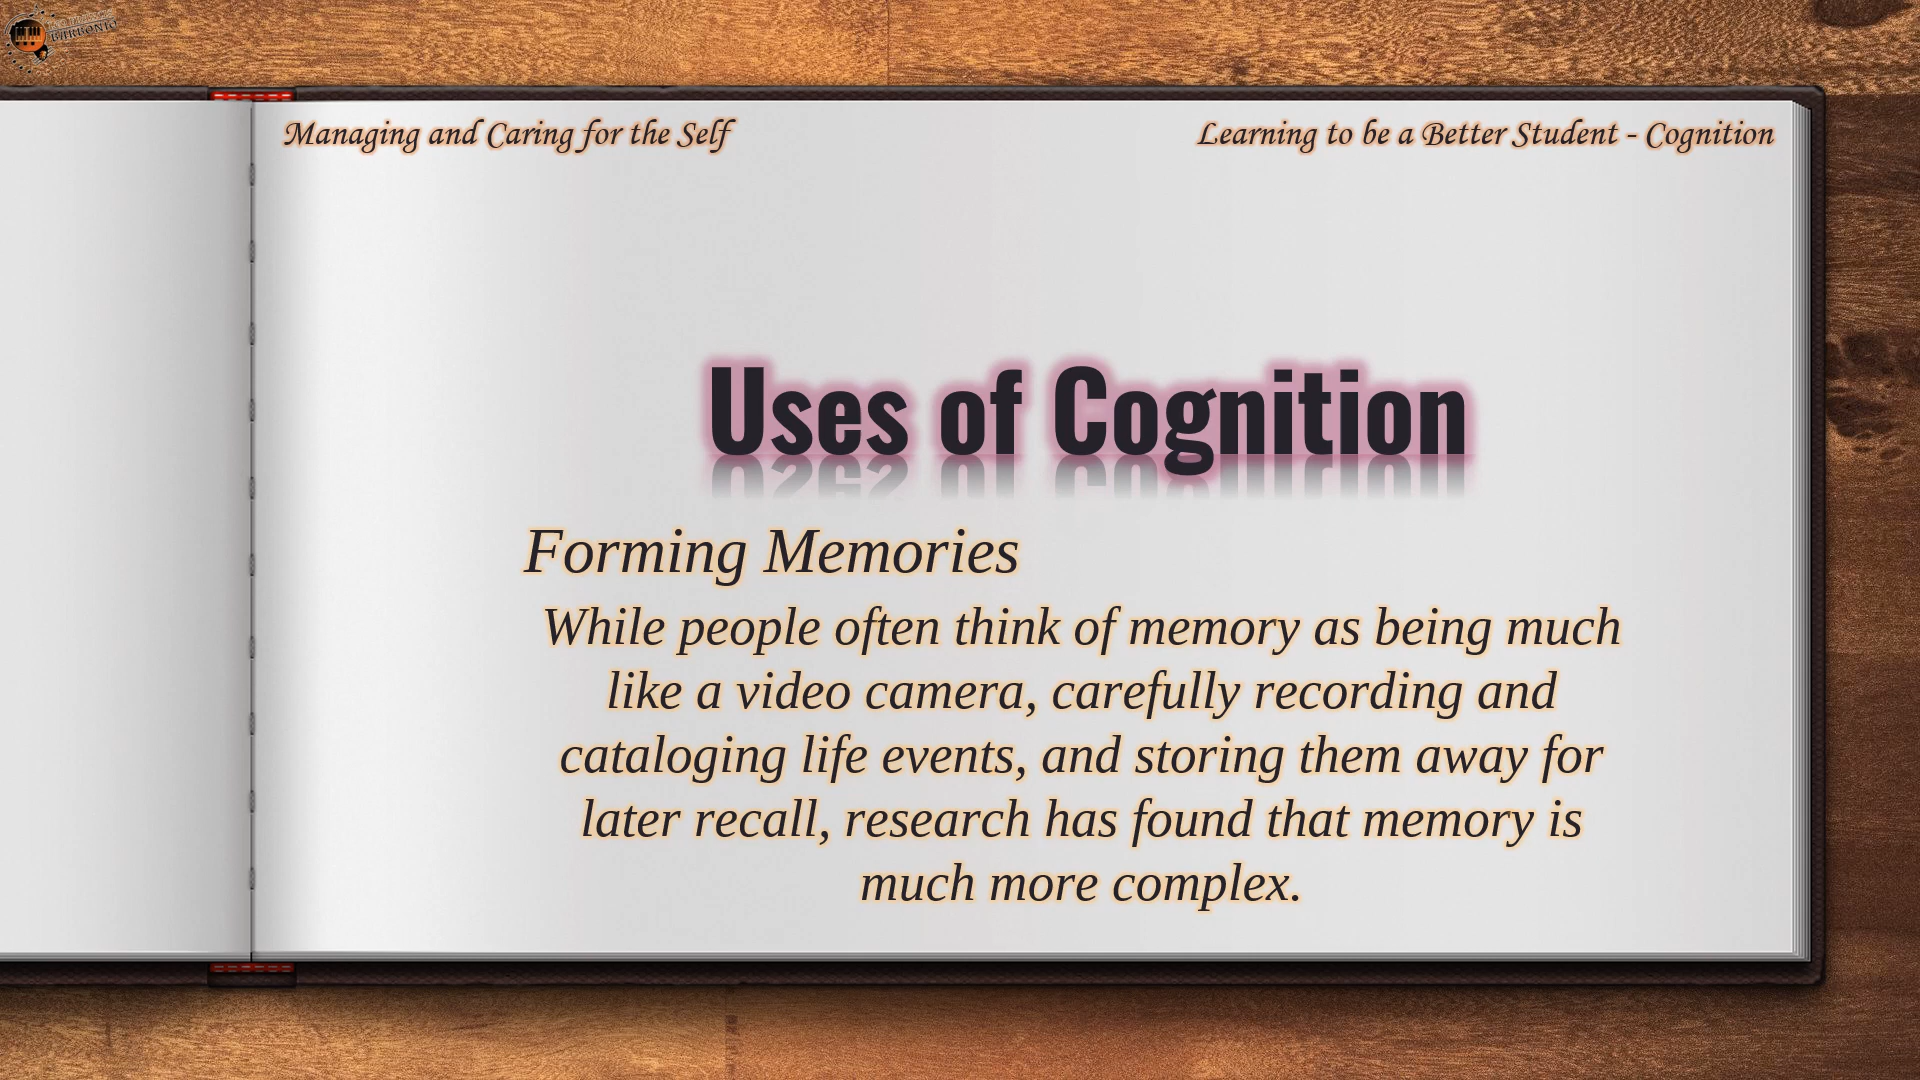 BARBONIO
Managing and Caring for the Self
Learning to be a Better Student - Cognition
Uses of Cognition
Forming Memories
While people often think of memory as being much
like a video camera, carefully recording and
cataloging life events, and storing them away for
later recall, research has found that memory is
much more complex.